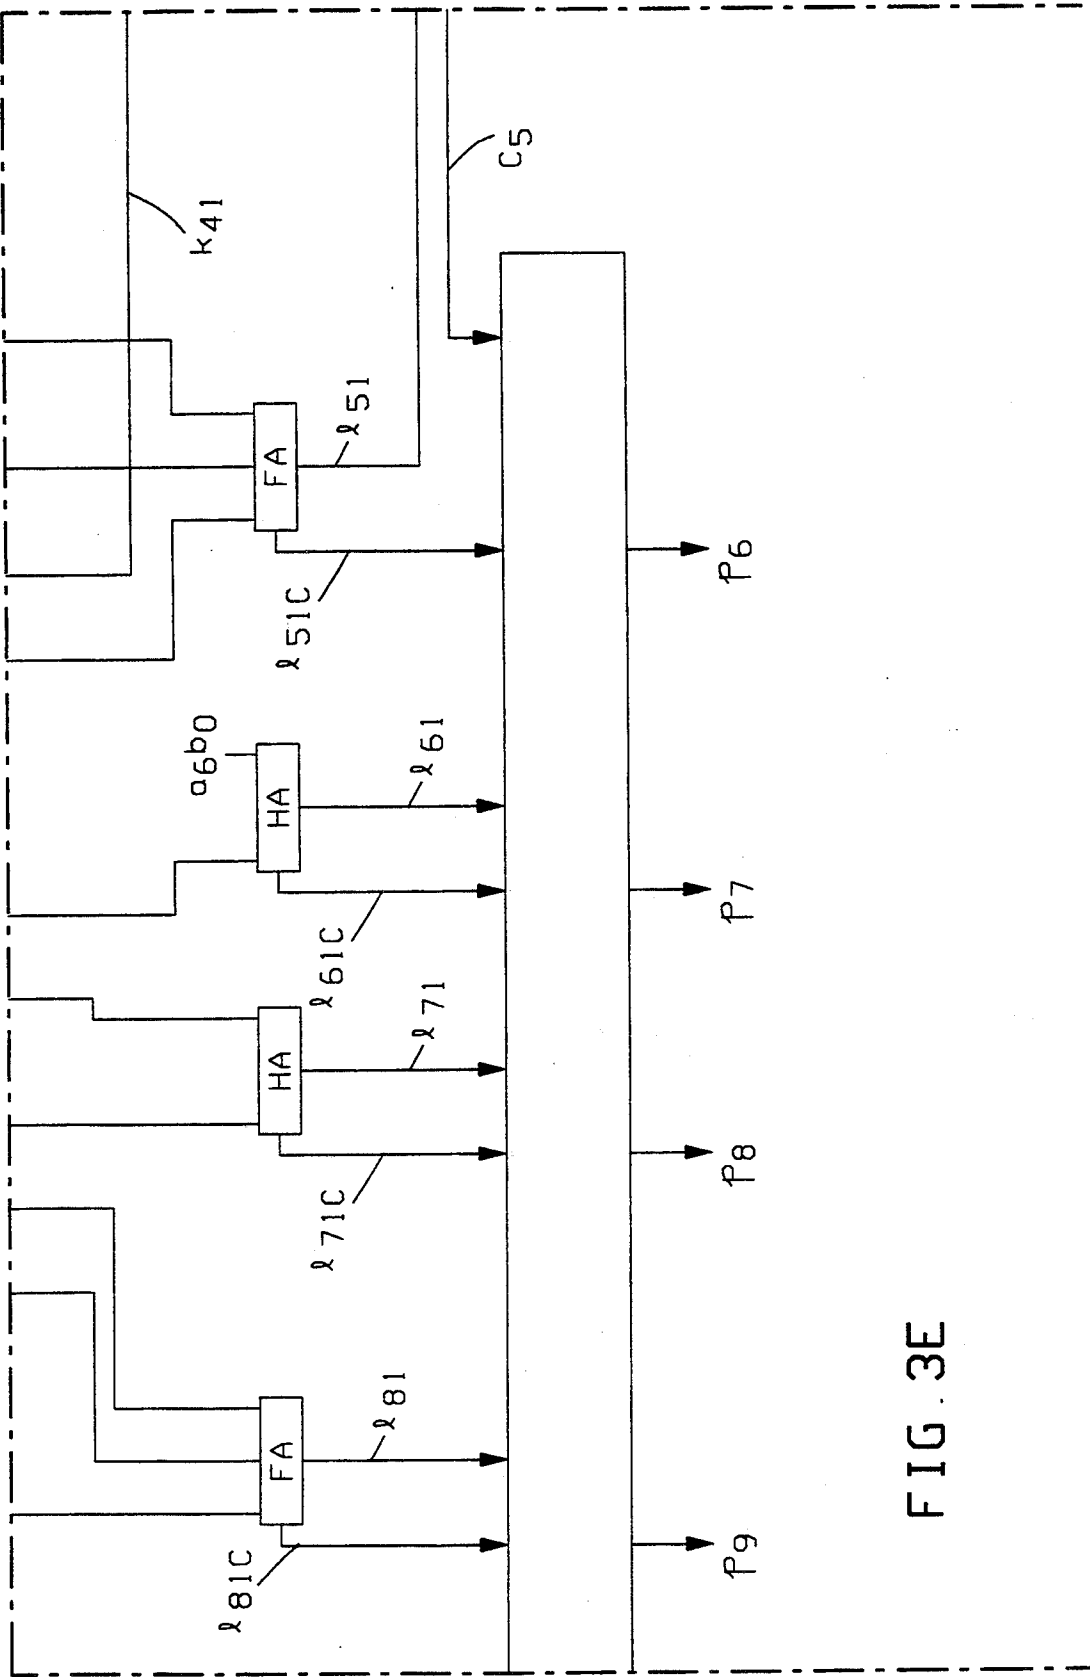 k41
C5
FA
ℓ51
ℓ51C
a6b0
HA
ℓ61
ℓ61C
HA
ℓ71
ℓ71C
FA
ℓ81
ℓ81C
P6
P7
P8
P9
FIG. 3E